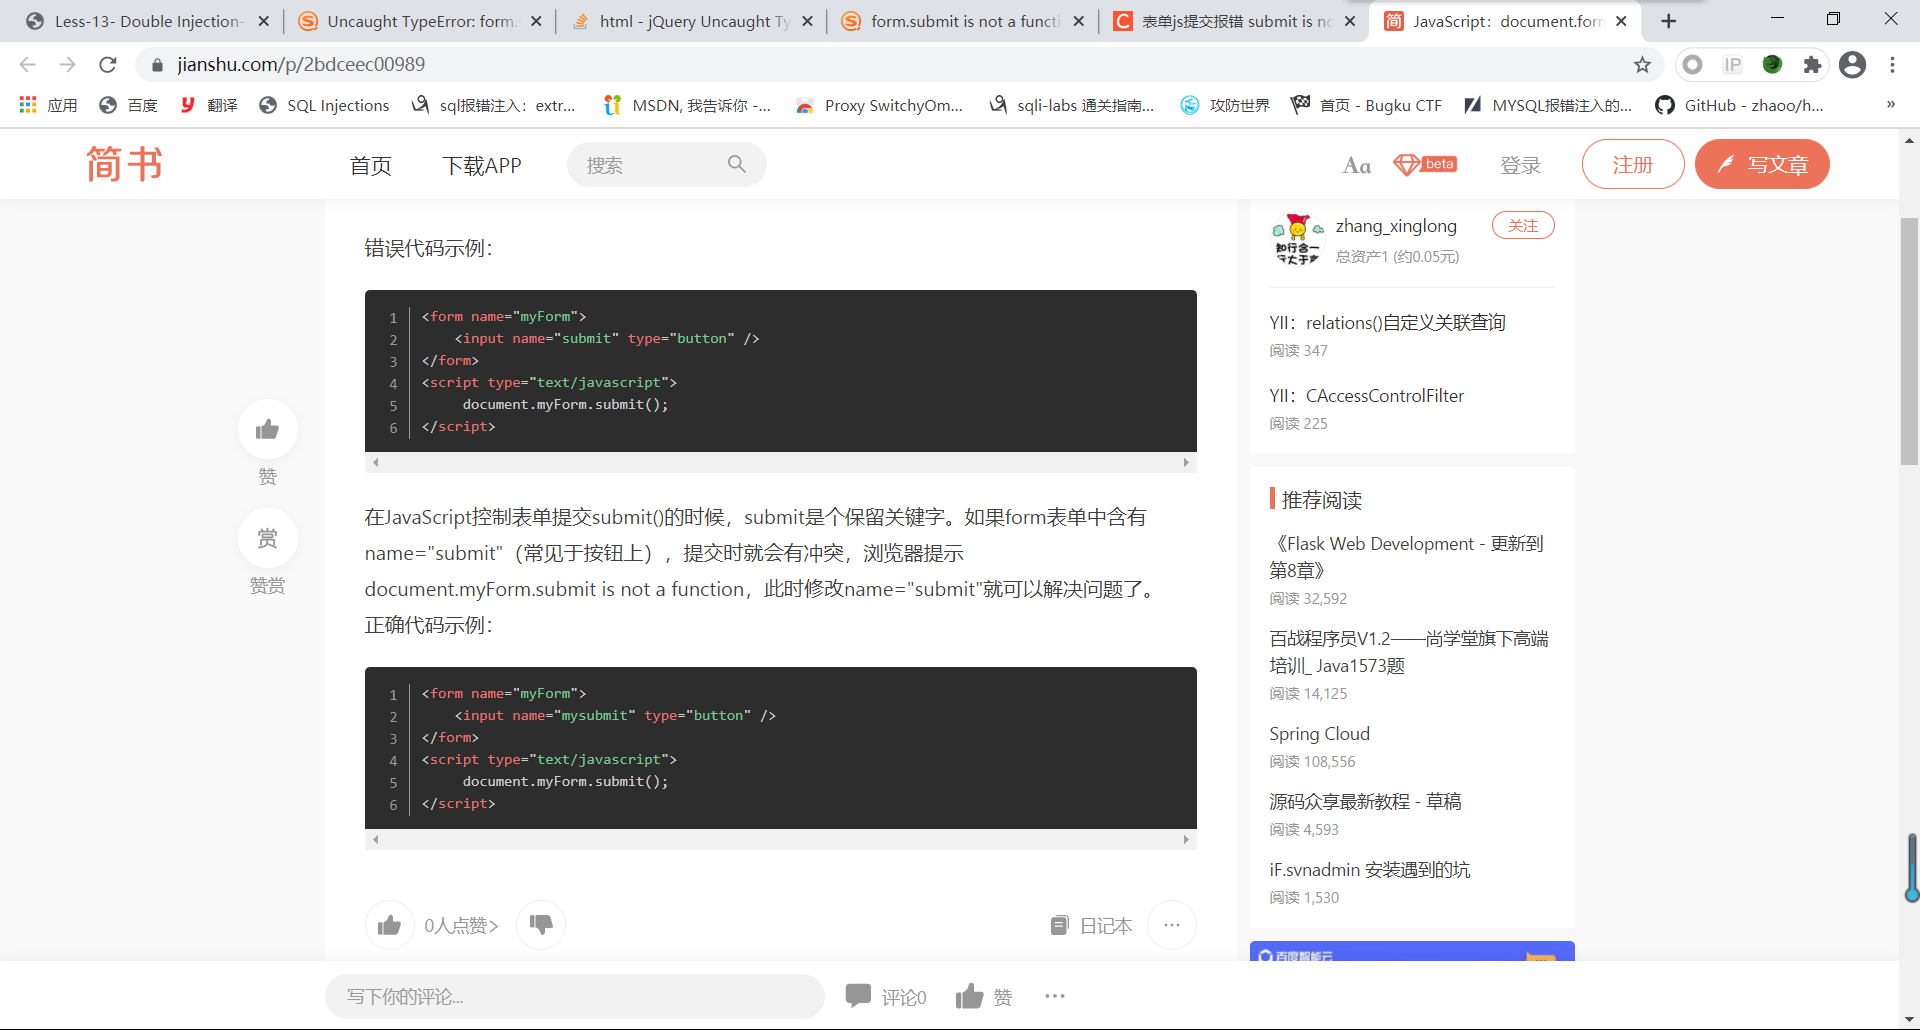 Less-13- Double Injection-
Uncaught TypeError: form.
html - jQuery Uncaught Ty
form.submit is not a functi
表单js提交报错 submit is no
JavaScript：document.form
jianshu.com/p/2bdceec00989
IP
应用
百度
翻译
SQL Injections
sql报错注入：extr...
MSDN, 我告诉你 -...
Proxy SwitchyOm...
sqli-labs 通关指南...
攻防世界
首页 - Bugku CTF
MYSQL报错注入的...
GitHub - zhaoo/h...
»
简书
首页
下载APP
搜索
Aa
beta
登录
注册
写文章
错误代码示例：
1 <form name="myForm">
2     <input name="submit" type="button" />
3 </form>
4 <script type="text/javascript">
5      document.myForm.submit();
6 </script>
在JavaScript控制表单提交submit()的时候，submit是个保留关键字。如果form表单中含有
name="submit"（常见于按钮上），提交时就会有冲突，浏览器提示
document.myForm.submit is not a function，此时修改name="submit"就可以解决问题了。
正确代码示例：
1 <form name="myForm">
2     <input name="mysubmit" type="button" />
3 </form>
4 <script type="text/javascript">
5      document.myForm.submit();
6 </script>
赞
赏
赞赏
0人点赞>
日记本
...
zhang_xinglong
关注
总资产1 (约0.05元)
知行合一
行大于
YII：relations()自定义关联查询
阅读 347
YII：CAccessControlFilter
阅读 225
推荐阅读
《Flask Web Development - 更新到
第8章》
阅读 32,592
百战程序员V1.2——尚学堂旗下高端
培训_ Java1573题
阅读 14,125
Spring Cloud
阅读 108,556
源码众享最新教程 - 草稿
阅读 4,593
iF.svnadmin 安装遇到的坑
阅读 1,530
百度智能云
写下你的评论...
评论0
赞
...